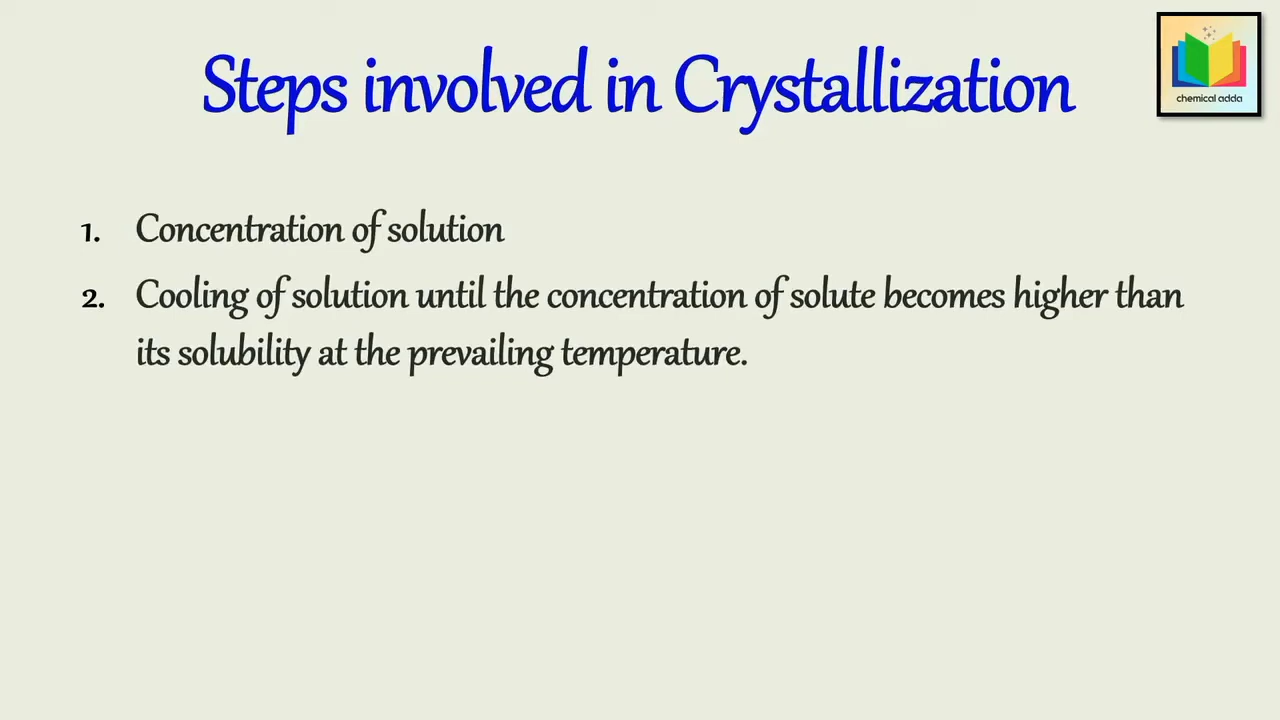 Steps involved in Crystallization
chemical adda
1. Concentration of solution
2. Cooling of solution until the concentration of solute becomes higher than
its solubility at the prevailing temperature.